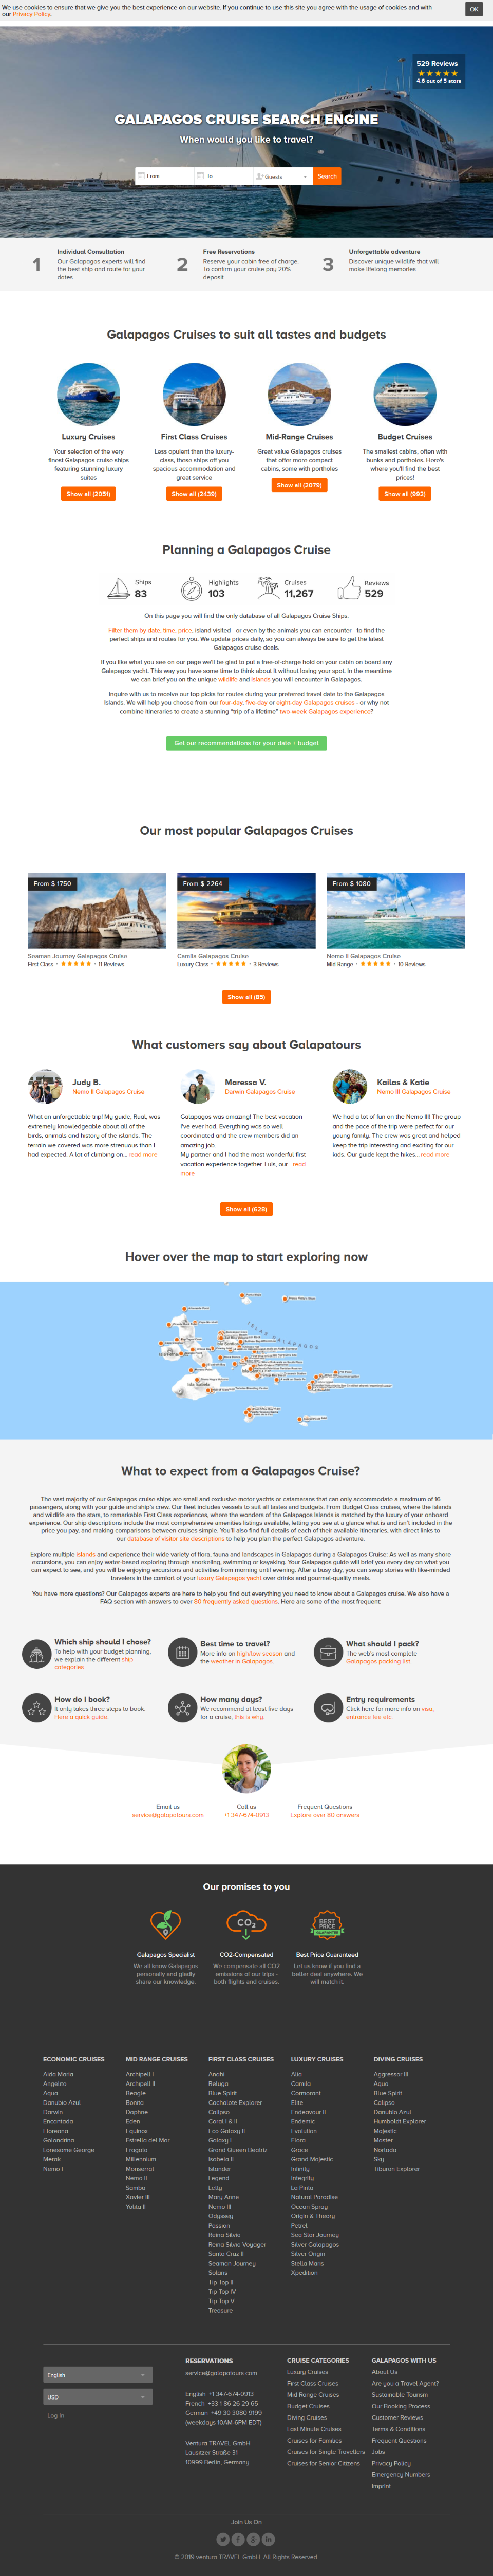 We use cookies to ensure that we give you the best experience on our website. If you continue to use this site you agree with the usage of cookies and with
our Privacy Policy.
OK
529 Reviews
4.6 out of 5 stars
GALAPAGOS CRUISE SEARCH ENGINE
When would you like to travel?
From
To
Guests
Search
1
Individual Consultation
Our Galapagos experts will find
the best ship and route for your
dates.
2
Free Reservations
Reserve your cabin free of charge.
To confirm your cruise pay 20%
deposit.
3
Unforgettable adventure
Discover unique wildlife that will
make lifelong memories.
Galapagos Cruises to suit all tastes and budgets
Luxury Cruises
Your selection of the very
finest Galapagos cruise ships
featuring stunning luxury
suites
Show all (2051)
First Class Cruises
Less opulent than the luxury-
class, these ships off you
spacious accommodation and
great service
Show all (2439)
Mid-Range Cruises
Great value Galapagos cruises
that offer more compact
cabins, some with portholes
Show all (2079)
Budget Cruises
The smallest cabins, often with
bunks and portholes. Here's
where you'll find the best
prices!
Show all (992)
Planning a Galapagos Cruise
Ships
83
Highlights
103
Cruises
11,267
Reviews
529
On this page you will find the only database of all Galapagos Cruise Ships.
Filter them by date, time, price, island visited - or even by the animals you can encounter - to find the
perfect ships and routes for you. We update prices daily, so you can always be sure to get the latest
Galapagos cruise deals.
If you like what you see on our page we'll be glad to put a free-of-charge hold on your cabin on board any
Galapagos yacht. This way you have some time to think about it without losing your spot. In the meantime
we can brief you on the unique wildlife and islands you will encounter in Galapagos.
Inquire with us to receive our top picks for routes during your preferred travel date to the Galapagos
Islands. We will help you choose from our four-day, five-day or eight-day Galapagos cruises - or why not
combine itineraries to create a stunning "trip of a lifetime" two-week Galapagos experience?
Get our recommendations for your date + budget
Our most popular Galapagos Cruises
From $ 1750
Seaman Journey Galapagos Cruise
First Class • ★★★★★ • 11 Reviews
From $ 2264
Camila Galapagos Cruise
Luxury Class • ★★★★★ • 3 Reviews
From $ 1080
Nemo II Galapagos Cruise
Mid Range • ★★★★★ • 10 Reviews
Show all (85)
What customers say about Galapatours
Judy B.
Nemo II Galapagos Cruise
What an unforgettable trip! My guide, Rual, was
extremely knowledgeable about all of the
birds, animals and history of the islands. The
terrain we covered was more strenuous than I
had expected. A lot of climbing on... read more
Maressa V.
Darwin Galapagos Cruise
Galapagos was amazing! The best vacation
I've ever had. Everything was so well
coordinated and the crew members did an
amazing job.
My partner and I had the most wonderful first
vacation experience together. Luis, our... read
more
Kailas & Katie
Nemo III Galapagos Cruise
We had a lot of fun on the Nemo III! The group
and the pace of the trip were perfect for our
young family. The crew was great and helped
keep the trip interesting and exciting for our
kids. Our guide kept the hikes... read more
Show all (628)
Hover over the map to start exploring now
ISLAS GALAPAGOS
Isla Isabela
What to expect from a Galapagos Cruise?
The vast majority of our Galapagos cruise ships are small and exclusive motor yachts or catamarans that can only accommodate a maximum of 16
passengers, along with your guide and ship's crew. Our fleet includes vessels to suit all tastes and budgets. From Budget Class cruises, where the islands
and wildlife are the stars, to remarkable First Class experiences, where the wonders of the Galapagos Islands is matched by the luxury of your onboard
experience. Our ship descriptions include the most comprehensive amenities listings available, letting you see at a glance what is and isn't included in the
price you pay, and making comparisons between cruises simple. You'll also find full details of each of their available itineraries, with direct links to
our database of visitor site descriptions to help you plan the perfect Galapagos adventure.
Explore multiple islands and experience their wide variety of flora, fauna and landscapes in Galapagos during a Galapagos Cruise: As well as many shore
excursions, you can enjoy water-based exploring through snorkeling, swimming or kayaking. Your Galapagos guide will brief you every day on what you
can expect to see, and you will be enjoying excursions and activities from morning until evening. After a busy day, you can swap stories with like-minded
travelers in the comfort of your luxury Galapagos yacht over drinks and gourmet-quality meals.
You have more questions? Our Galapagos experts are here to help you find out everything you need to know about a Galapagos cruise. We also have a
FAQ section with answers to over 80 frequently asked questions. Here are some of the most frequent:
Which ship should I chose?
To help with your budget planning,
we explain the different ship
categories.
Best time to travel?
More info on high/low season and
the weather in Galapagos.
What should I pack?
The web's most complete
Galapagos packing list.
How do I book?
It only takes three steps to book.
Here a quick guide.
How many days?
We recommend at least five days
for a cruise, this is why.
Entry requirements
Click here for more info on visa,
entrance fee etc.
Email us
service@galapatours.com
Call us
+1 347-674-0913
Frequent Questions
Explore over 80 answers
Our promises to you
Galapagos Specialist
We all know Galapagos
personally and gladly
share our knowledge.
CO2
CO2-Compensated
We compensate all CO2
emissions of our trips -
both flights and cruises.
BEST
PRICE
Best Price Guaranteed
Let us know if you find a
better deal anywhere. We
will match it.
ECONOMIC CRUISES
Aida Maria
Angelito
Aqua
Danubio Azul
Darwin
Encantada
Floreana
Golondrina
Lonesome George
Merak
Nemo I
MID RANGE CRUISES
Archipell I
Archipell II
Beagle
Bonita
Daphne
Eden
Equinox
Estrella del Mar
Fragata
Millennium
Monserrat
Nemo II
Samba
Xavier III
Yolita II
FIRST CLASS CRUISES
Anahi
Beluga
Blue Spirit
Cachalote Explorer
Calipso
Coral I & II
Eco Galaxy II
Galaxy I
Grand Queen Beatriz
Isabela II
Islander
Legend
Letty
Mary Anne
Nemo III
Odyssey
Passion
Reina Silvia
Reina Silvia Voyager
Santa Cruz II
Seaman Journey
Solaris
Tip Top II
Tip Top IV
Tip Top V
Treasure
LUXURY CRUISES
Alia
Camila
Cormorant
Elite
Endeavour II
Endemic
Evolution
Flora
Grace
Grand Majestic
Infinity
Integrity
La Pinta
Natural Paradise
Ocean Spray
Origin & Theory
Petrel
Sea Star Journey
Silver Galapagos
Silver Origin
Stella Maris
Xpedition
DIVING CRUISES
Aggressor III
Aqua
Blue Spirit
Calipso
Danubio Azul
Humboldt Explorer
Majestic
Master
Nortada
Sky
Tiburon Explorer
English
USD
Log In
RESERVATIONS
service@galapatours.com
English +1 347-674-0913
French +33 1 86 26 29 65
German +49 30 3080 9199
(weekdays 10AM-6PM EDT)
Ventura TRAVEL GmbH
Lausitzer Straße 31
10999 Berlin, Germany
CRUISE CATEGORIES
Luxury Cruises
First Class Cruises
Mid Range Cruises
Budget Cruises
Diving Cruises
Last Minute Cruises
Cruises for Families
Cruises for Single Travellers
Cruises for Senior Citizens
GALAPAGOS WITH US
About Us
Are you a Travel Agent?
Sustainable Tourism
Our Booking Process
Customer Reviews
Terms & Conditions
Frequent Questions
Jobs
Privacy Policy
Emergency Numbers
Imprint
Join Us On
© 2019 ventura TRAVEL GmbH. All Rights Reserved.